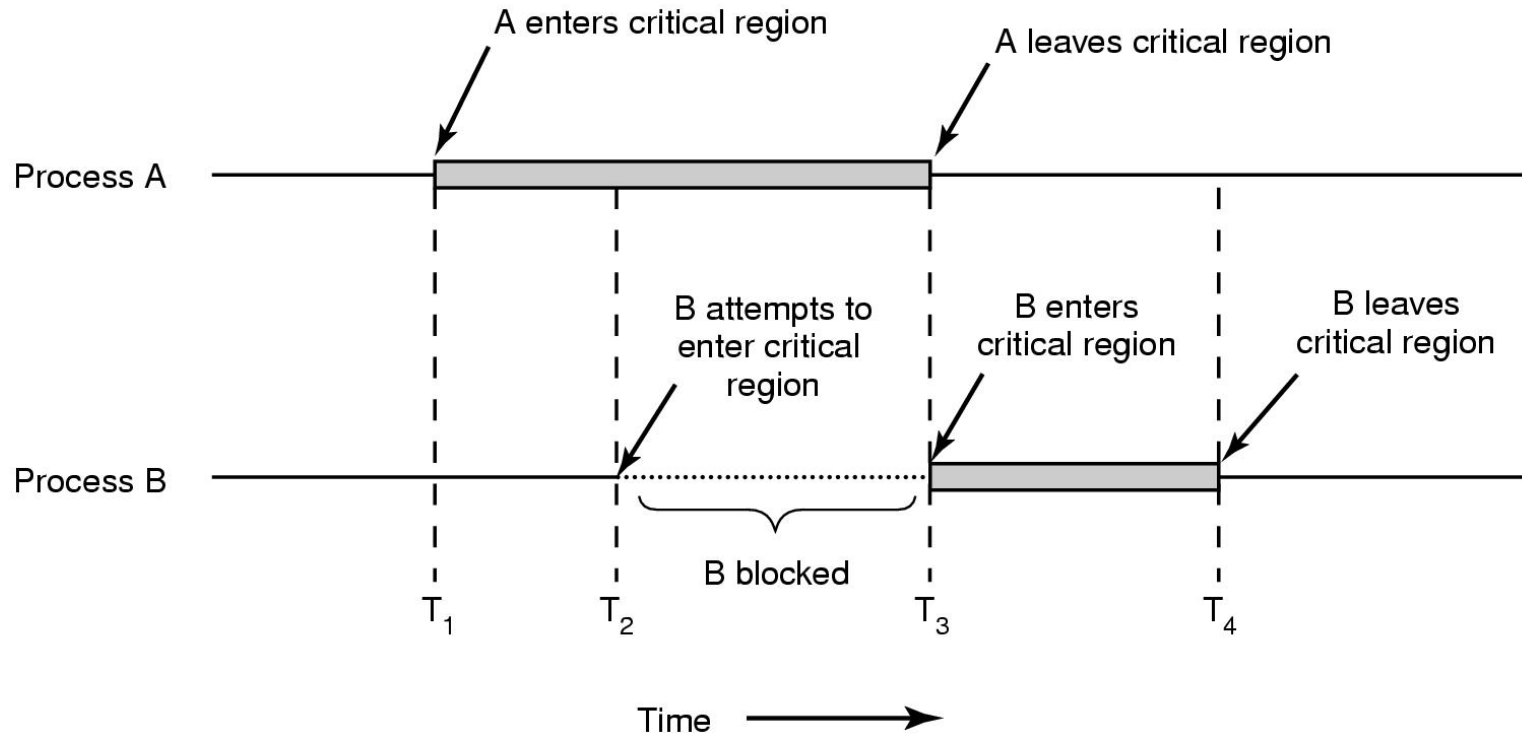 A enters critical region
A leaves critical region
Process A
B attempts to
enter critical
region
B enters
critical region
B leaves
critical region
Process B
B blocked
T1
T2
T3
T4
Time